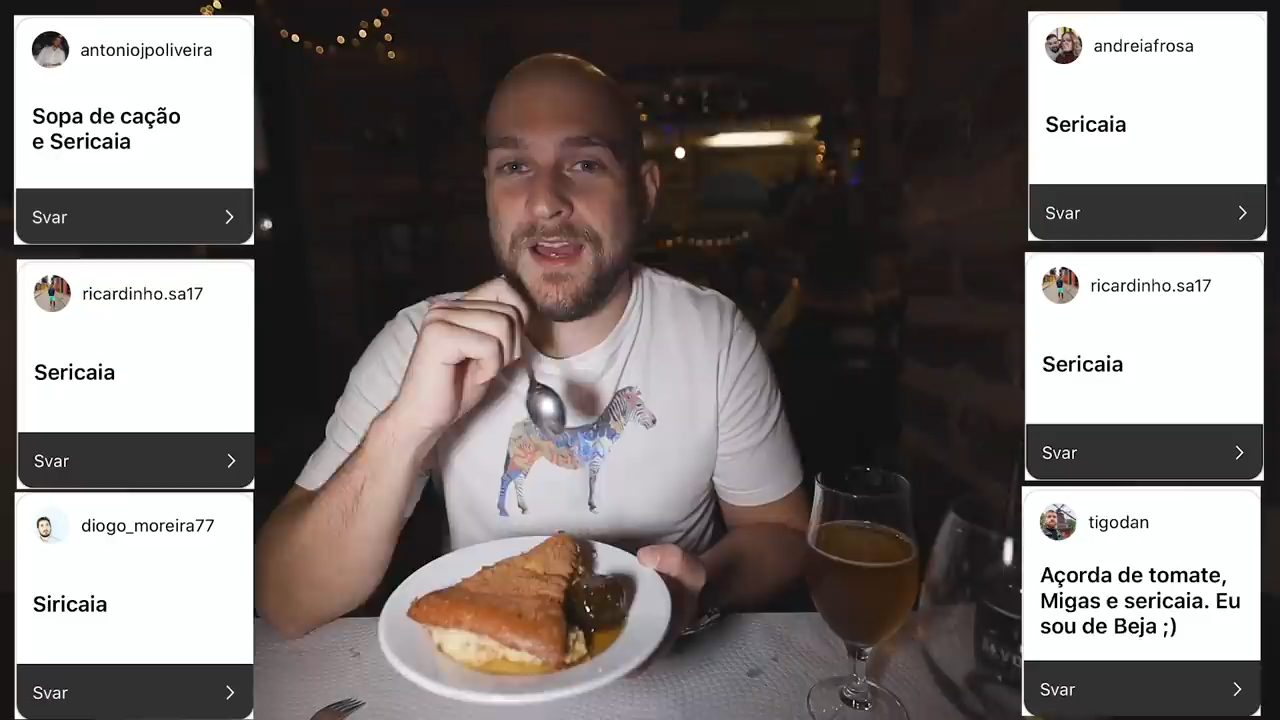 antoniojpoliveira
Sopa de cação
e Sericaia
Svar
ricardinho.sa17
Sericaia
Svar
diogo_moreira77
Siricaia
Svar
andreiafrosa
Sericaia
Svar
ricardinho.sa17
Sericaia
Svar
tigodan
Açorda de tomate,
Migas e sericaia. Eu
sou de Beja ;)
Svar